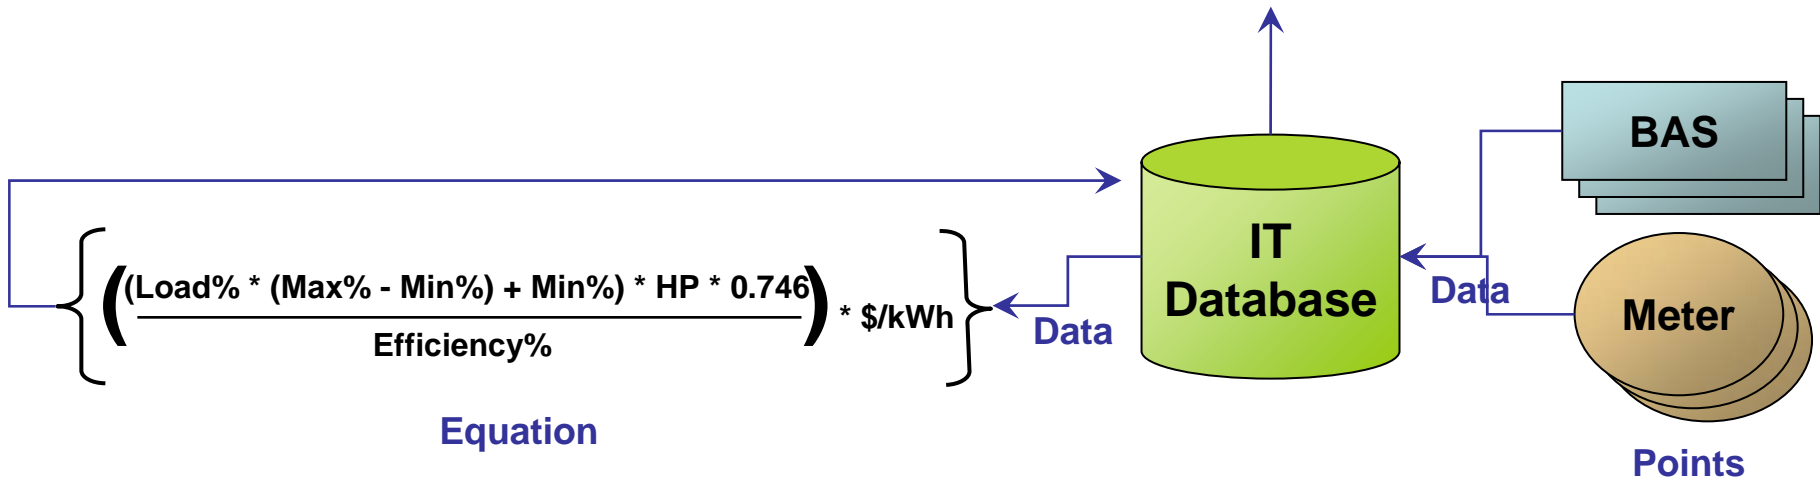 BAS
IT
Database
((Load% * (Max% - Min%) + Min%) * HP * 0.746)
Efficiency%
* $/kWh
Data
Data
Meter
Equation
Points